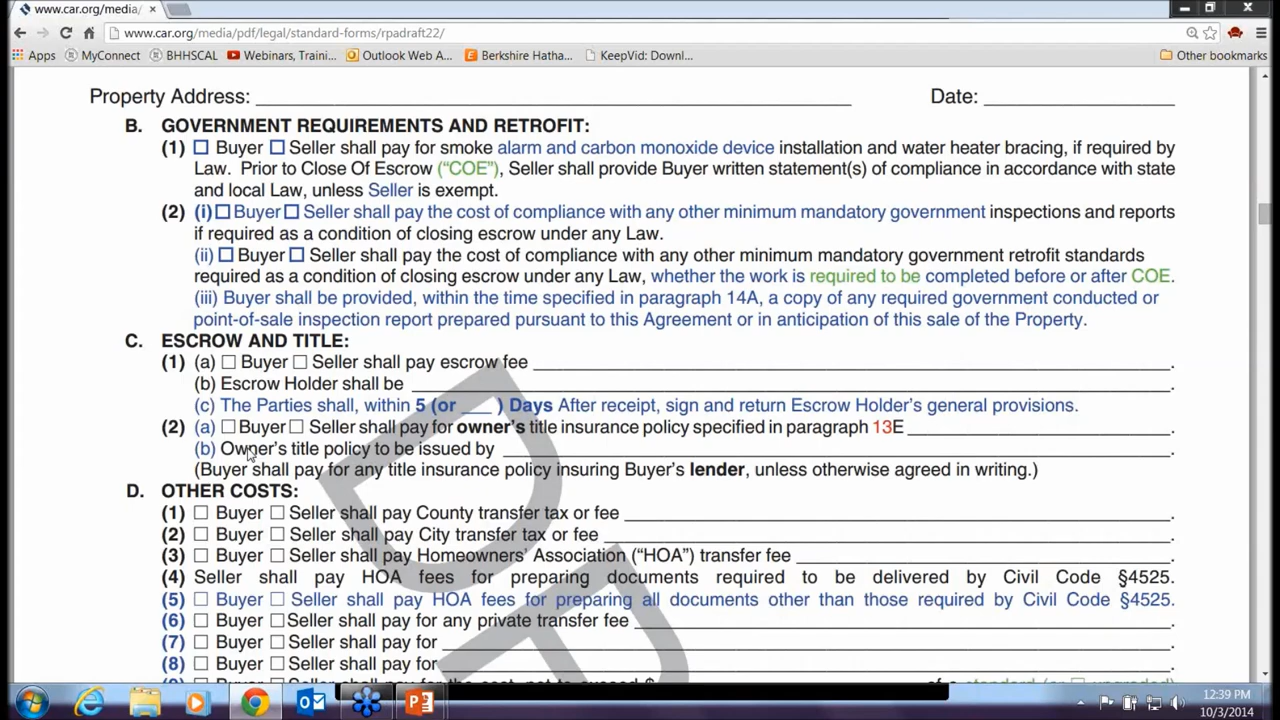 www.car.org/media/
www.car.org/media/pdf/legal/standard-forms/rpadraft22/
Apps MyConnect BHHSCAL Webinars, Traini... Outlook Web A... Berkshire Hatha... KeepVid: Downl... Other bookmarks
Property Address: Date:
B. GOVERNMENT REQUIREMENTS AND RETROFIT:
(1) Buyer Seller shall pay for smoke alarm and carbon monoxide device installation and water heater bracing, if required by
Law. Prior to Close Of Escrow (“COE”), Seller shall provide Buyer written statement(s) of compliance in accordance with state
and local Law, unless Seller is exempt.
(2) (i) Buyer Seller shall pay the cost of compliance with any other minimum mandatory government inspections and reports
if required as a condition of closing escrow under any Law.
(ii) Buyer Seller shall pay the cost of compliance with any other minimum mandatory government retrofit standards
required as a condition of closing escrow under any Law, whether the work is required to be completed before or after COE.
(iii) Buyer shall be provided, within the time specified in paragraph 14A, a copy of any required government conducted or
point-of-sale inspection report prepared pursuant to this Agreement or in anticipation of this sale of the Property.
C. ESCROW AND TITLE:
(1) (a) Buyer Seller shall pay escrow fee .
(b) Escrow Holder shall be .
(c) The Parties shall, within 5 (or ___ ) Days After receipt, sign and return Escrow Holder's general provisions.
(2) (a) Buyer Seller shall pay for owner's title insurance policy specified in paragraph 13E .
(b) Owner's title policy to be issued by .
(Buyer shall pay for any title insurance policy insuring Buyer's lender, unless otherwise agreed in writing.)
D. OTHER COSTS:
(1) Buyer Seller shall pay County transfer tax or fee .
(2) Buyer Seller shall pay City transfer tax or fee .
(3) Buyer Seller shall pay Homeowners' Association (“HOA”) transfer fee .
(4) Seller shall pay HOA fees for preparing documents required to be delivered by Civil Code §4525.
(5) Buyer Seller shall pay HOA fees for preparing all documents other than those required by Civil Code §4525.
(6) Buyer Seller shall pay for any private transfer fee .
(7) Buyer Seller shall pay for .
(8) Buyer Seller shall pay for .
12:39 PM
10/3/2014